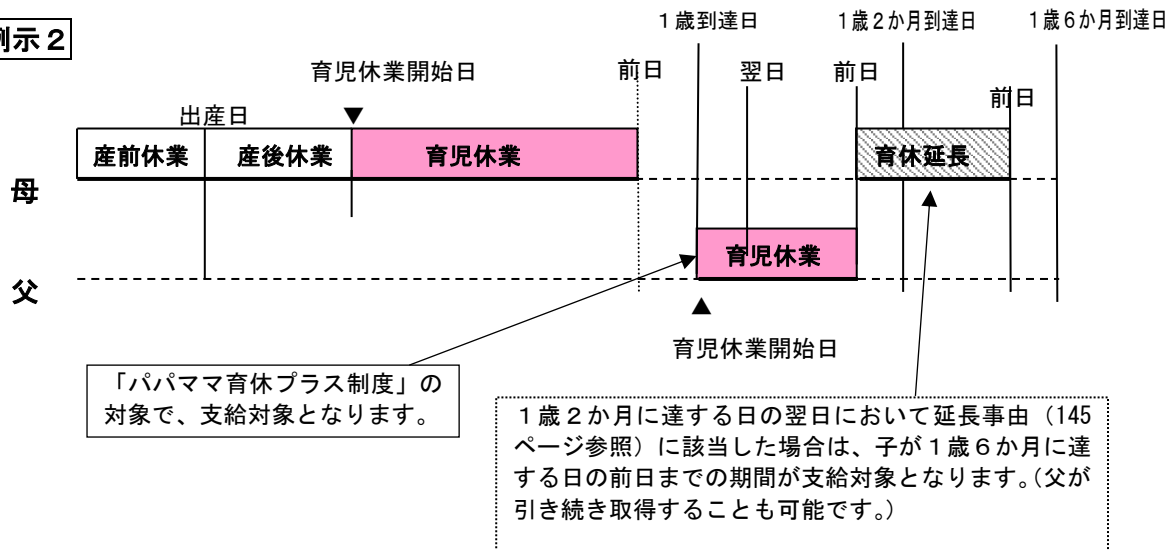 例示２
１歳到達日
１歳２か月到達日
１歳６か月到達日
育児休業開始日
前日
翌日
前日
前日
出産日
▼
産前休業
産後休業
育児休業
育休延長
母
育児休業
父
▲
育児休業開始日
「パパママ育休プラス制度」の
対象で、支給対象となります。
１歳２か月に達する日の翌日において延長事由（145
ページ参照）に該当した場合は、子が１歳６か月に達
する日の前日までの期間が支給対象となります。（父が
引き続き取得することも可能です。）